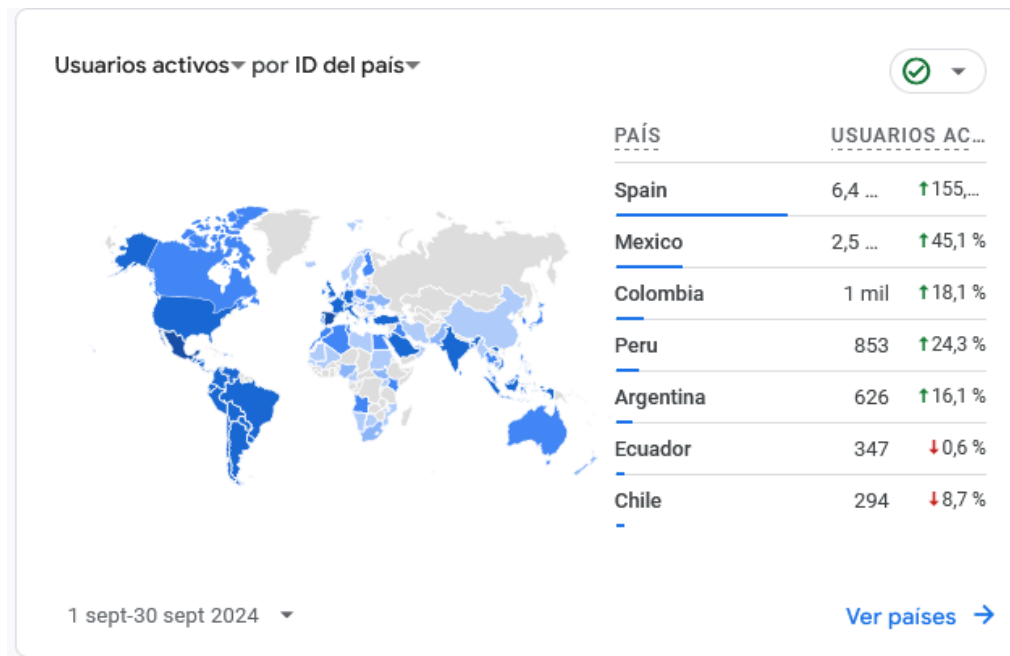 Usuarios activos por ID del país
PAÍS USUARIOS AC...
Spain 6,4 ... ↑155,...
Mexico 2,5 ... ↑45,1 %
Colombia 1 mil ↑18,1 %
Peru 853 ↑24,3 %
Argentina 626 ↑16,1 %
Ecuador 347 ↓0,6 %
Chile 294 ↓8,7 %
1 sept-30 sept 2024
Ver países →